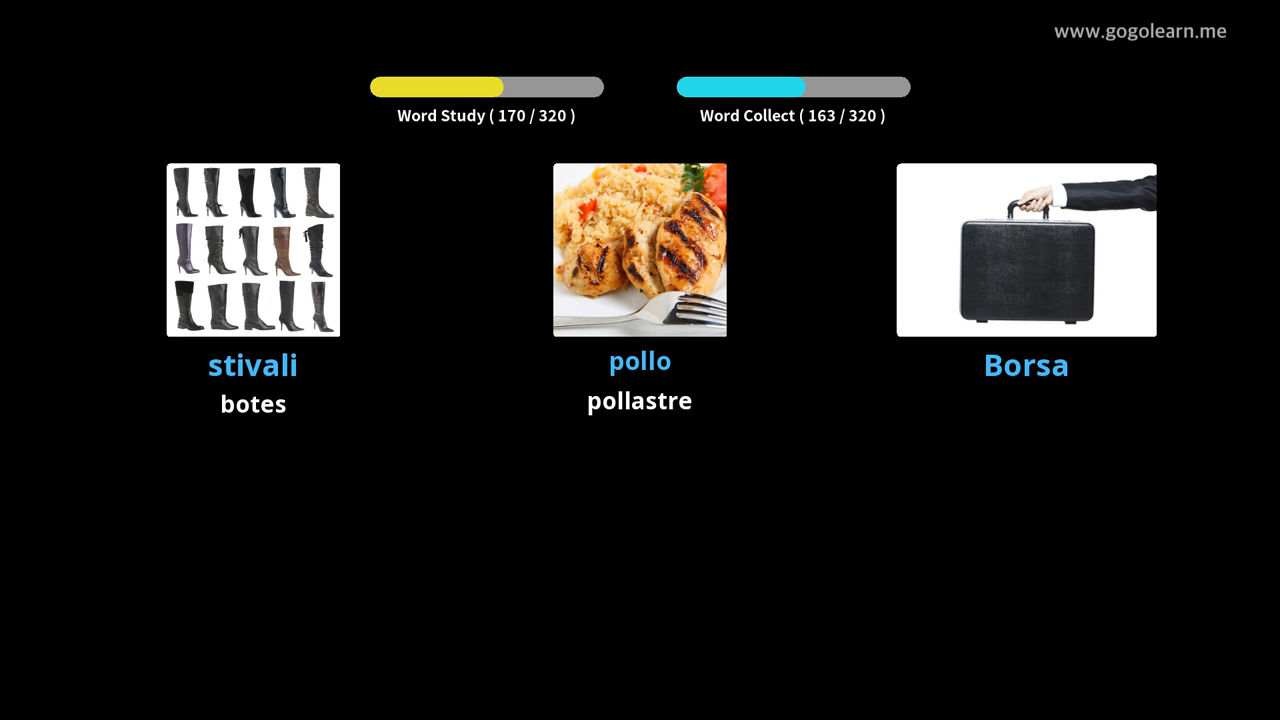 www.gogolearn.me
Word Study ( 170 / 320 )
Word Collect ( 163 / 320 )
stivali
botes
pollo
pollastre
Borsa